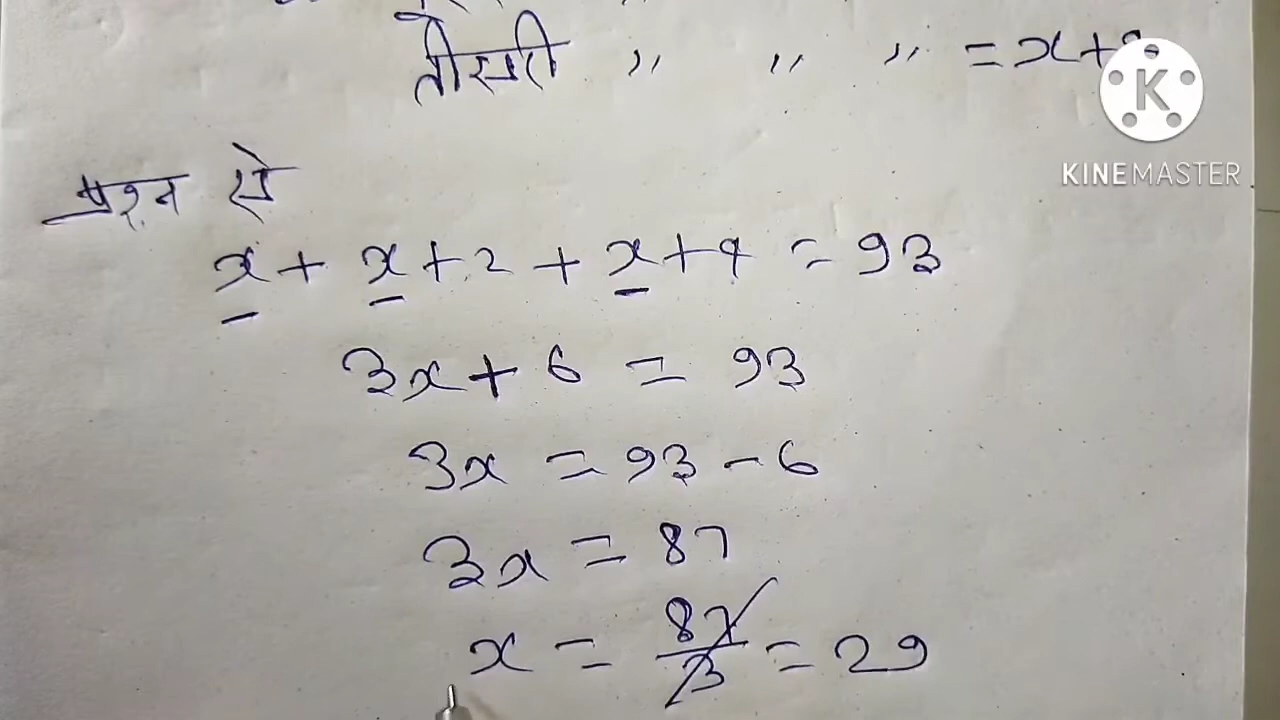 तीसरी " " " = x+
KINEMASTER
प्रश्न से
x + x+2 + x+4 = 93
3x+ 6 = 93
3x = 93-6
3x = 87
x = 87/3 = 29